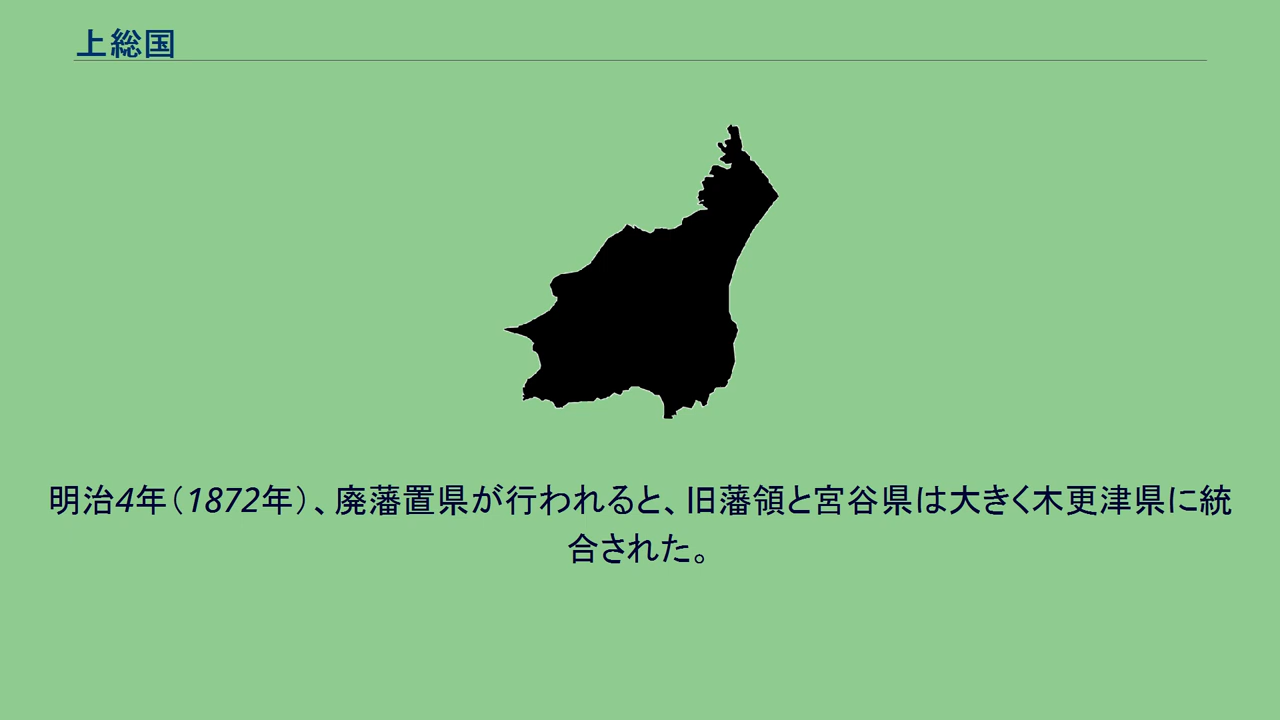 上総国
明治4年（1872年）、廃藩置県が行われると、旧藩領と宮谷県は大きく木更津県に統
合された。